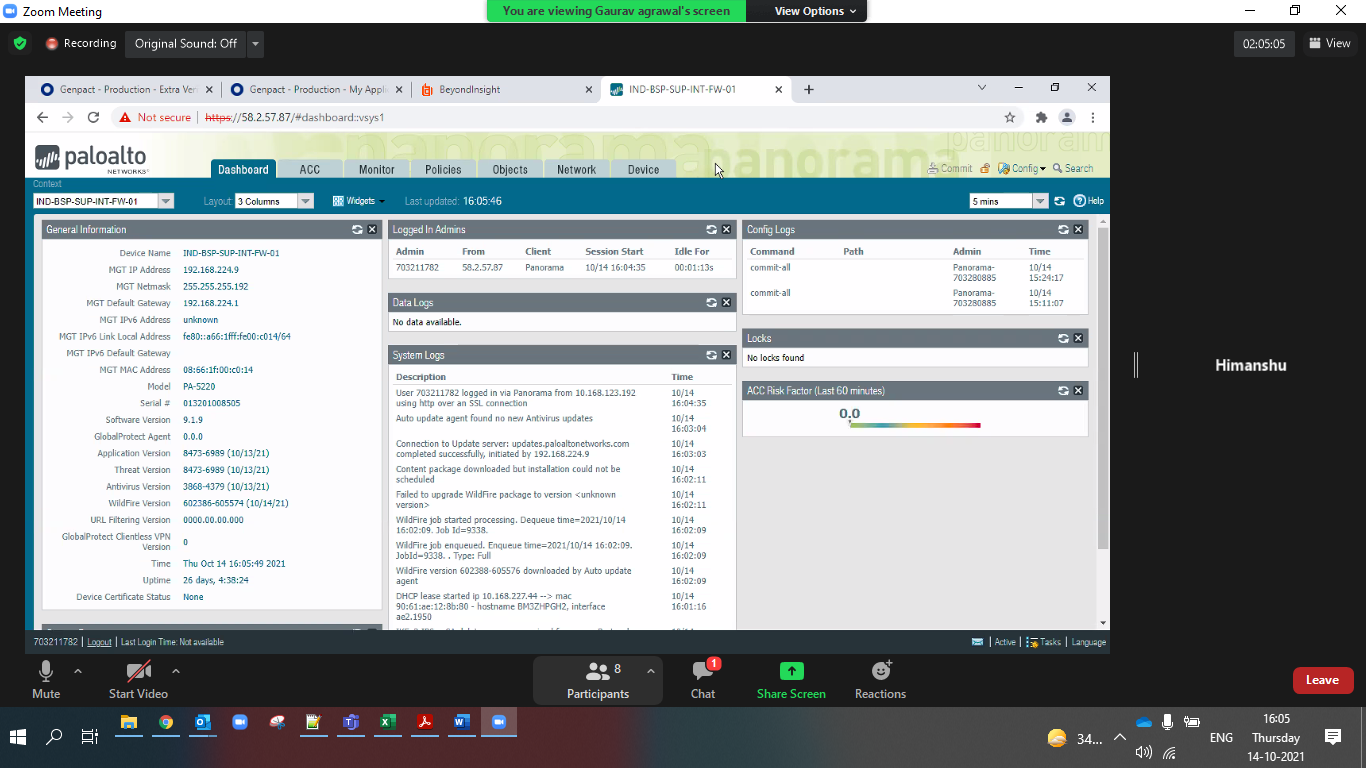 Zoom Meeting
You are viewing Gaurav agrawal's screen View Options
Recording Original Sound: Off 02:05:05 View
Genpact - Production - Extra Ver Genpact - Production - My Apple BeyondInsight IND-BSP-SUP-INT-FW-01
Not secure https://58.2.57.87/#dashboard::vsys1
panorama
paloalto NETWORKS
Dashboard ACC Monitor Policies Objects Network Device Commit Config Search
Context
IND-BSP-SUP-INT-FW-01 Layout: 3 Columns Widgets Last updated: 16:05:46 5 mins Help
General Information
Device Name IND-BSP-SUP-INT-FW-01
MGT IP Address 192.168.224.9
MGT Netmask 255.255.255.192
MGT Default Gateway 192.168.224.1
MGT IPv6 Address unknown
MGT IPv6 Link Local Address fe80::a66:1fff:fe00:c014/64
MGT IPv6 Default Gateway
MGT MAC Address 08:66:1f:00:c0:14
Model PA-5220
Serial # 013201008505
Software Version 9.1.9
GlobalProtect Agent 0.0.0
Application Version 8473-6989 (10/13/21)
Threat Version 8473-6989 (10/13/21)
Antivirus Version 3868-4379 (10/13/21)
WildFire Version 602386-605574 (10/14/21)
URL Filtering Version 0000.00.00.000
GlobalProtect Clientless VPN
Version 0
Time Thu Oct 14 16:05:49 2021
Uptime 26 days, 4:38:24
Device Certificate Status None
Logged In Admins
Admin From Client Session Start Idle For
703211782 58.2.57.87 Panorama 10/14 16:04:35 00:01:13s
Data Logs
No data available.
System Logs
Description Time
User 703211782 logged in via Panorama from 10.168.123.192 10/14
using http over an SSL connection 16:04:35
Auto update agent found no new Antivirus updates 10/14
16:03:04
Connection to Update server: updates.paloaltonetworks.com 10/14
completed successfully, initiated by 192.168.224.9 16:03:03
Content package downloaded but installation could not be 10/14
scheduled 16:02:11
Failed to upgrade WildFire package to version <unknown 10/14
version> 16:02:11
WildFire job started processing. Dequeue time=2021/10/14 10/14
16:02:09. Job Id=9338. 16:02:09
WildFire job enqueued. Enqueue time=2021/10/14 16:02:09. 10/14
JobId=9338. . Type: Full 16:02:09
WildFire version 602388-605576 downloaded by Auto update 10/14
agent 16:02:09
DHCP lease started ip 10.168.227.44 --> mac 10/14
90:61:ae:12:8b:80 - hostname BM3ZHPGH2, interface 16:01:16
ae2.1950
Config Logs
Command Path Admin Time
commit-all Panorama- 10/14
703280885 15:24:17
commit-all Panorama- 10/14
703280885 15:11:07
Locks
No locks found
ACC Risk Factor (Last 60 minutes)
0.0
Himanshu
703211782 | Logout | Last Login Time: Not available | Active | Tasks | Language
Mute Start Video Participants 8 Chat 1 Share Screen Reactions Leave
34... ENG 16:05
Thursday
14-10-2021